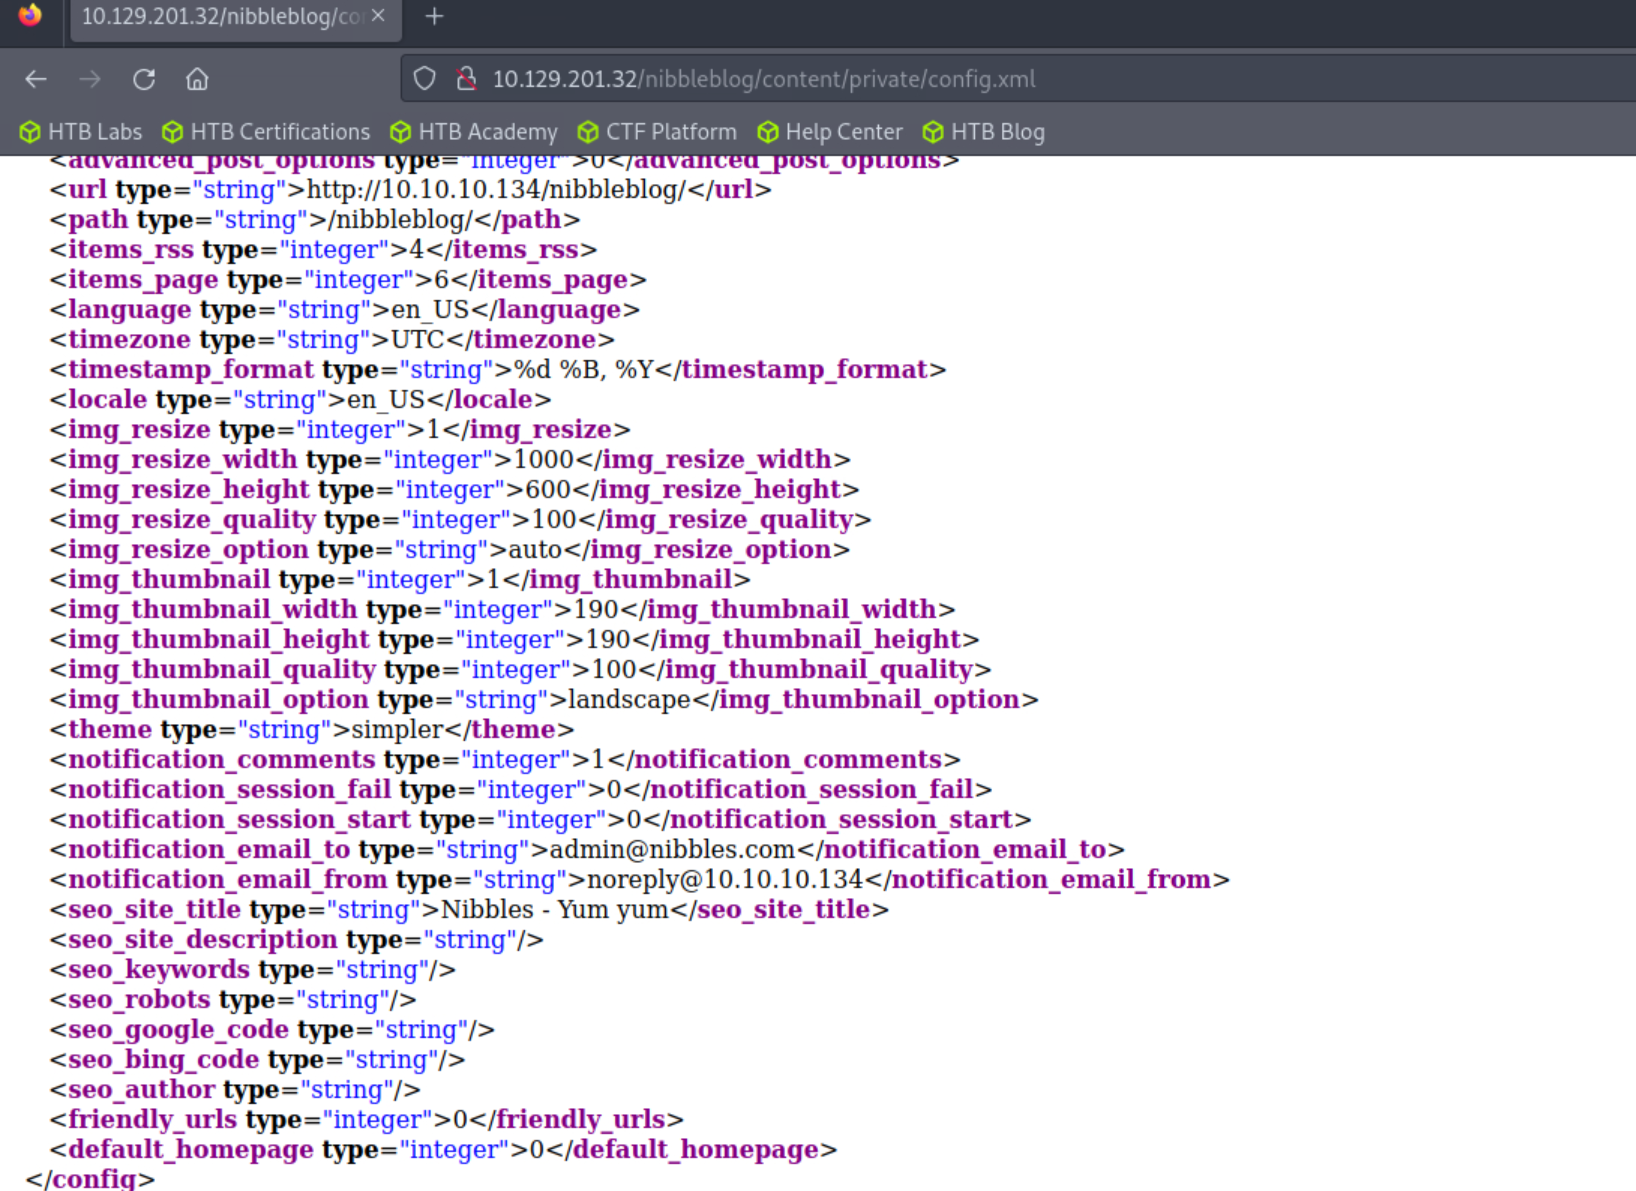 10.129.201.32/nibbleblog/co
10.129.201.32/nibbleblog/content/private/config.xml
HTB Labs HTB Certifications HTB Academy CTF Platform Help Center HTB Blog
<advanced_post_options type="integer">0</advanced_post_options>
<url type="string">http://10.10.10.134/nibbleblog/</url>
<path type="string">/nibbleblog/</path>
<items_rss type="integer">4</items_rss>
<items_page type="integer">6</items_page>
<language type="string">en_US</language>
<timezone type="string">UTC</timezone>
<timestamp_format type="string">%d %B, %Y</timestamp_format>
<locale type="string">en_US</locale>
<img_resize type="integer">1</img_resize>
<img_resize_width type="integer">1000</img_resize_width>
<img_resize_height type="integer">600</img_resize_height>
<img_resize_quality type="integer">100</img_resize_quality>
<img_resize_option type="string">auto</img_resize_option>
<img_thumbnail type="integer">1</img_thumbnail>
<img_thumbnail_width type="integer">190</img_thumbnail_width>
<img_thumbnail_height type="integer">190</img_thumbnail_height>
<img_thumbnail_quality type="integer">100</img_thumbnail_quality>
<img_thumbnail_option type="string">landscape</img_thumbnail_option>
<theme type="string">simpler</theme>
<notification_comments type="integer">1</notification_comments>
<notification_session_fail type="integer">0</notification_session_fail>
<notification_session_start type="integer">0</notification_session_start>
<notification_email_to type="string">admin@nibbles.com</notification_email_to>
<notification_email_from type="string">noreply@10.10.10.134</notification_email_from>
<seo_site_title type="string">Nibbles - Yum yum</seo_site_title>
<seo_site_description type="string"/>
<seo_keywords type="string"/>
<seo_robots type="string"/>
<seo_google_code type="string"/>
<seo_bing_code type="string"/>
<seo_author type="string"/>
<friendly_urls type="integer">0</friendly_urls>
<default_homepage type="integer">0</default_homepage>
</config>